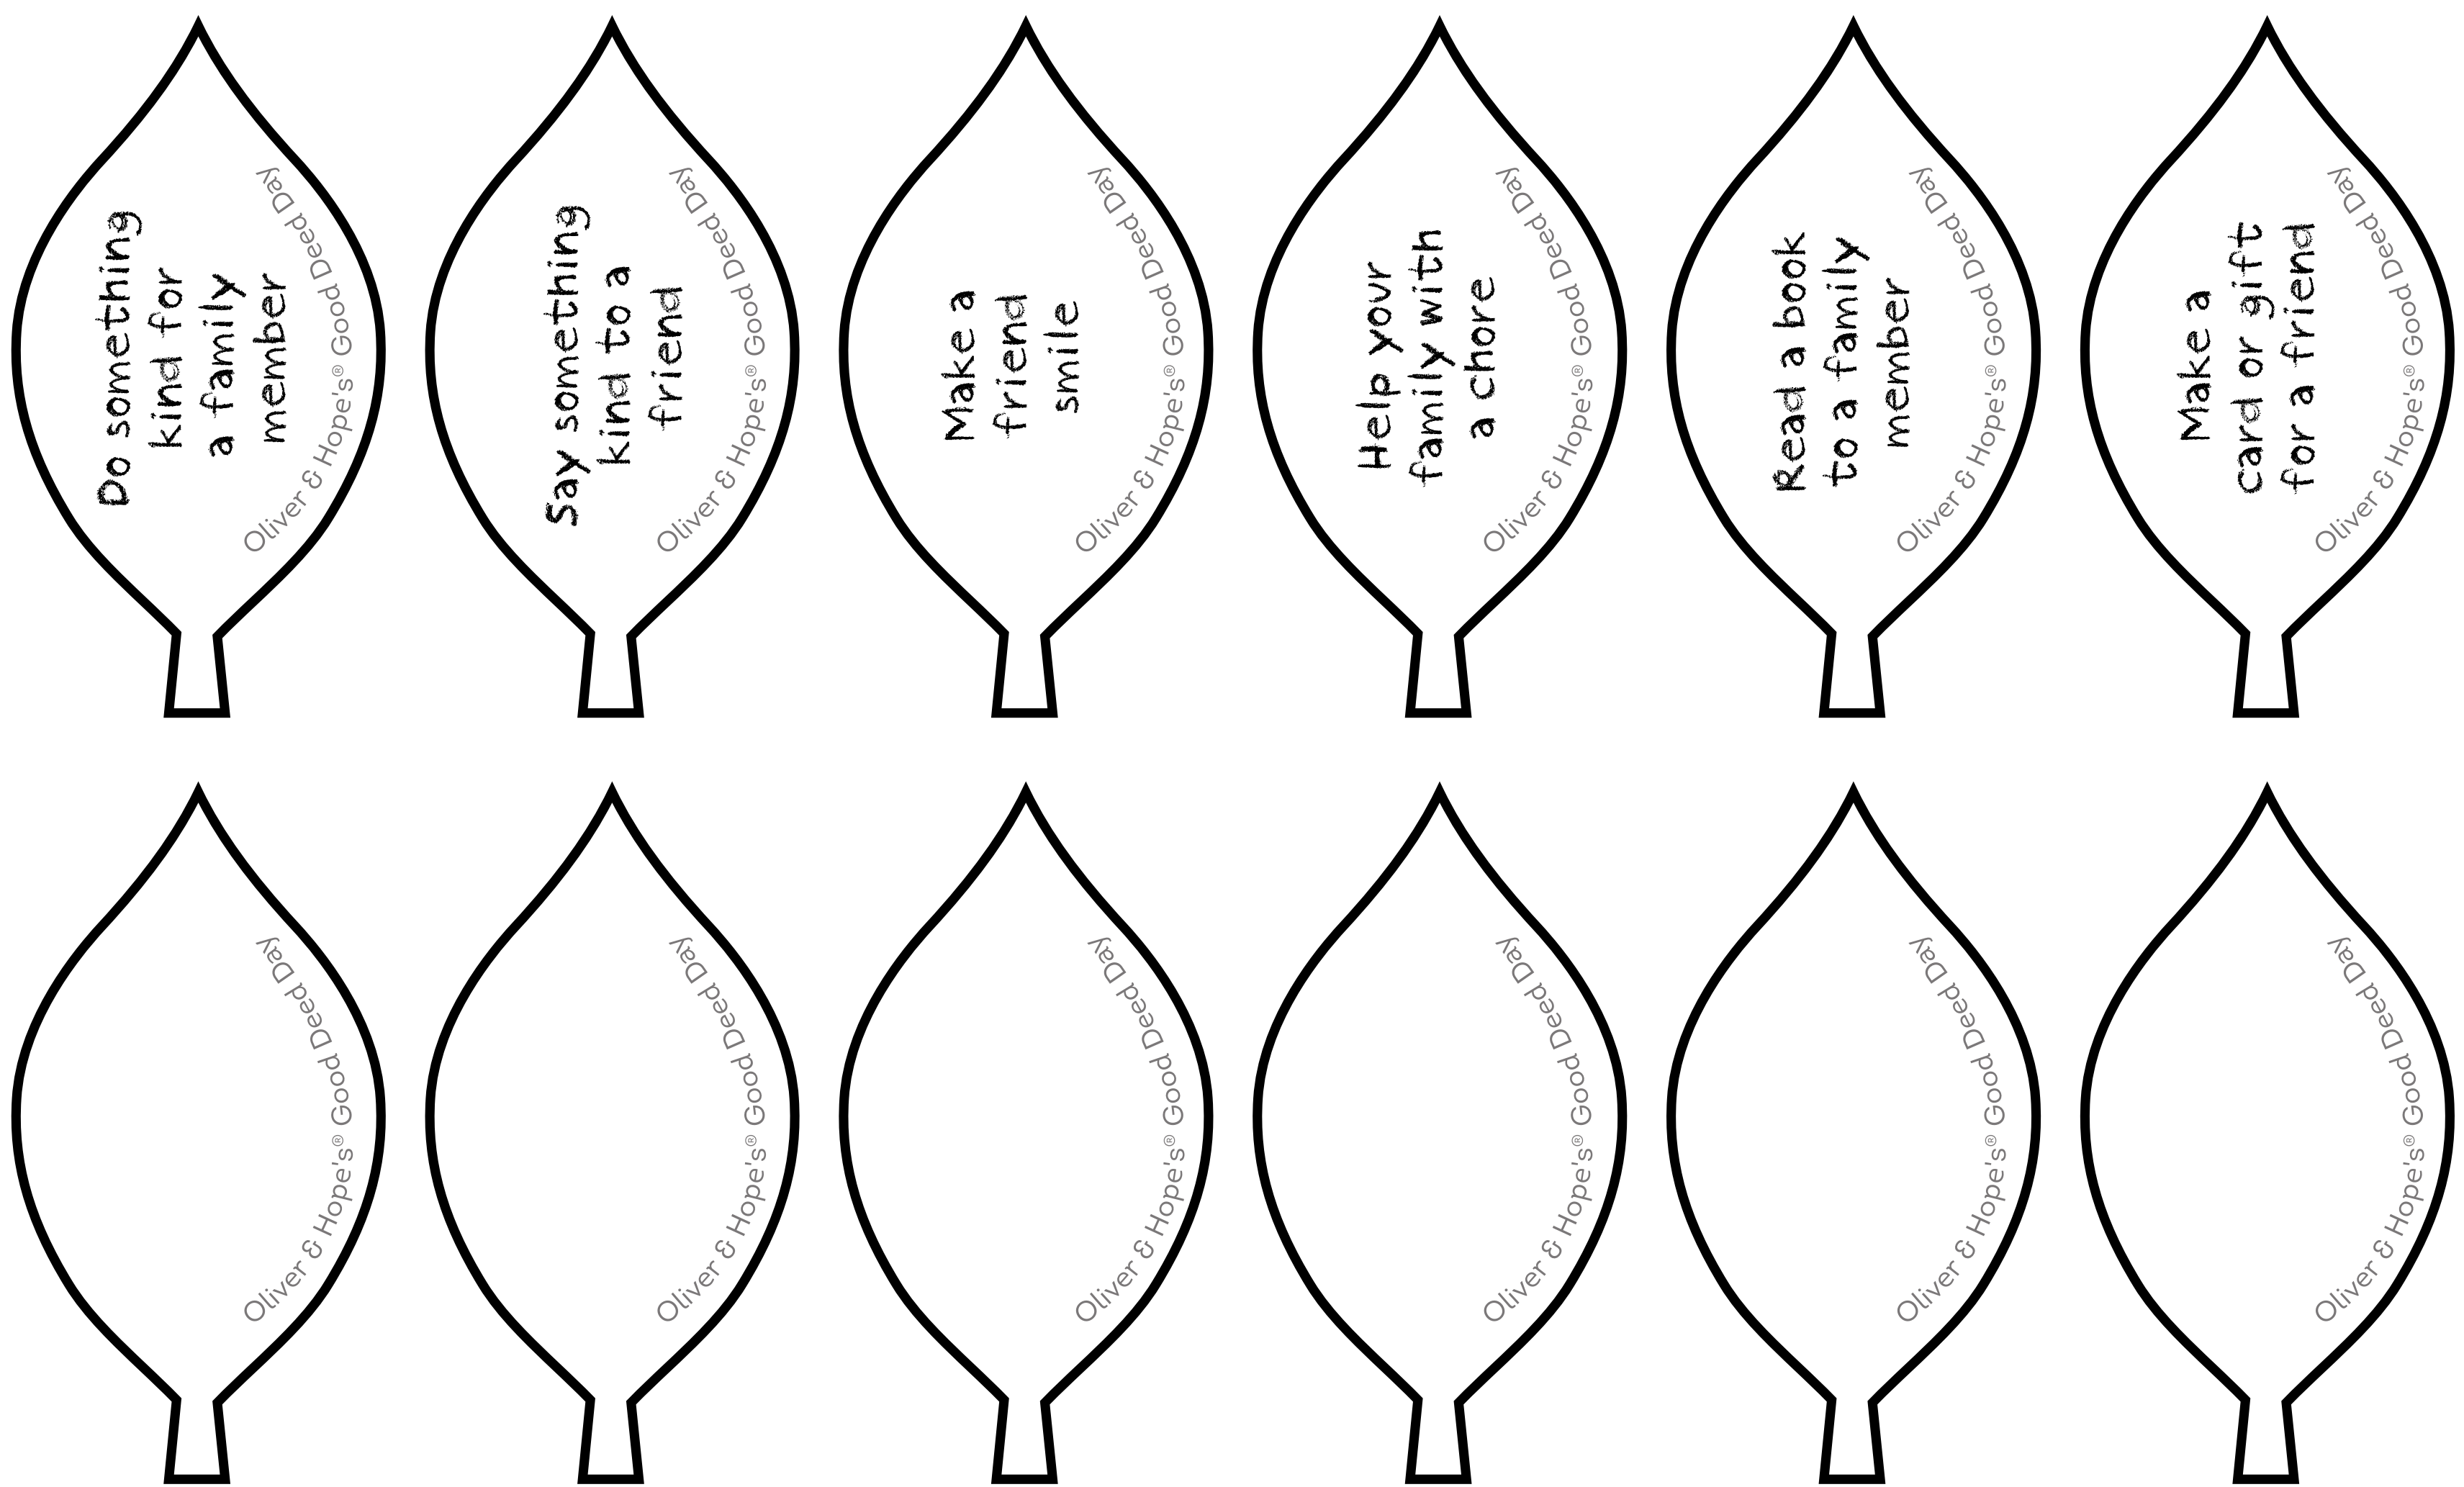 Do something
kind for
a family
member
Oliver & Hope's® Good Deed Day
Say something
kind to a
friend
Oliver & Hope's® Good Deed Day
Make a
friend
smile
Oliver & Hope's® Good Deed Day
Help your
family with
a chore
Oliver & Hope's® Good Deed Day
Read a book
to a family
member
Oliver & Hope's® Good Deed Day
Make a
card or gift
for a friend
Oliver & Hope's® Good Deed Day
Oliver & Hope's® Good Deed Day
Oliver & Hope's® Good Deed Day
Oliver & Hope's® Good Deed Day
Oliver & Hope's® Good Deed Day
Oliver & Hope's® Good Deed Day
Oliver & Hope's® Good Deed Day